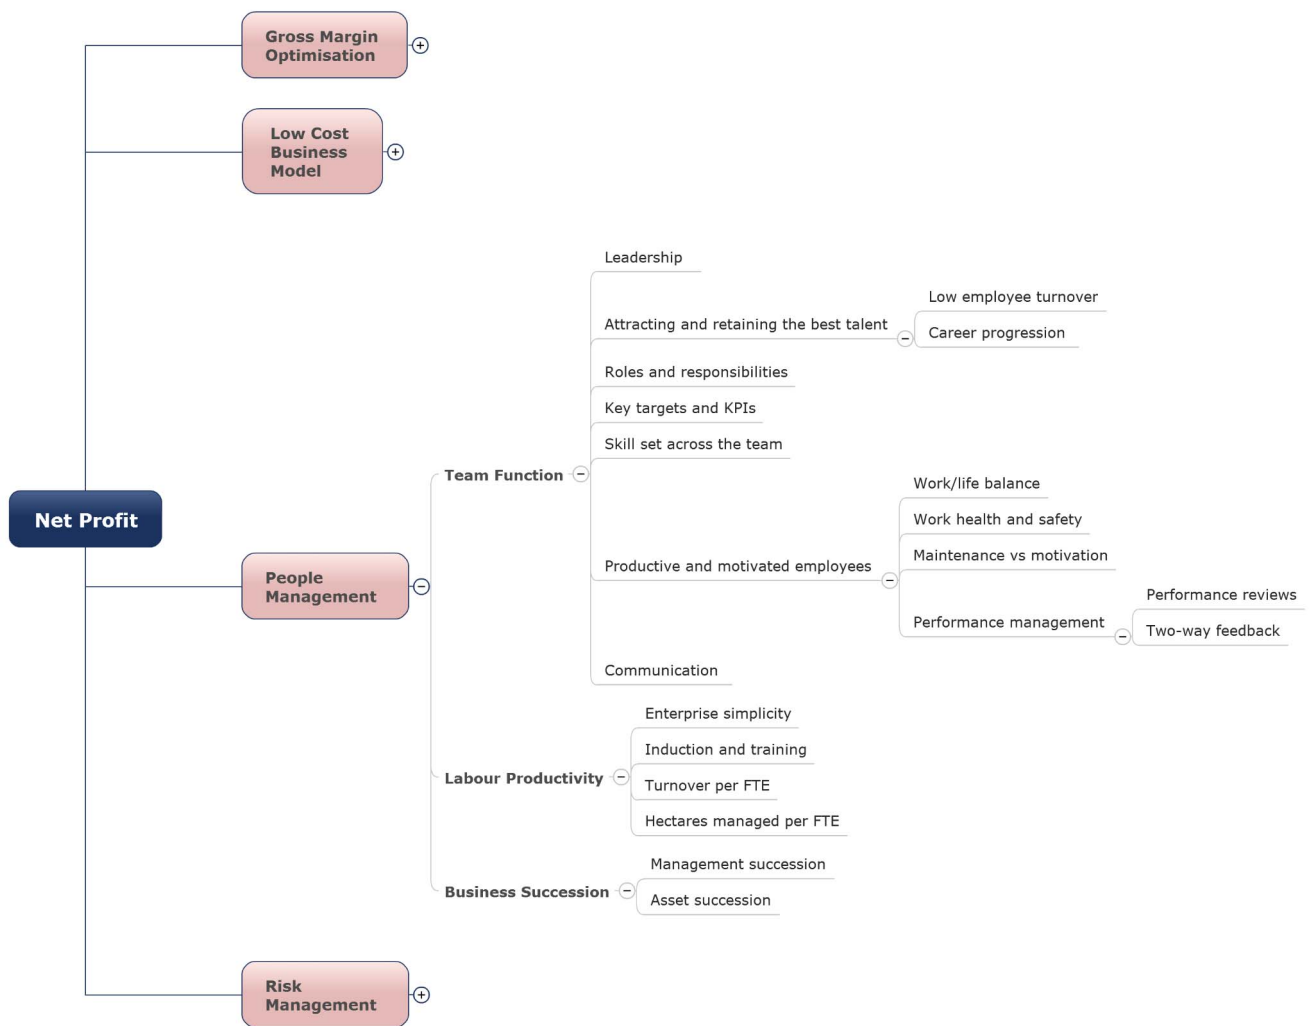 Gross Margin
Optimisation
Low Cost
Business
Model
Leadership
Low employee turnover
Attracting and retaining the best talent
Career progression
Roles and responsibilities
Key targets and KPIs
Skill set across the team
Team Function
Work/life balance
Net Profit
Work health and safety
Maintenance vs motivation
Productive and motivated employees
People
Management
Performance reviews
Performance management
Two-way feedback
Communication
Enterprise simplicity
Induction and training
Labour Productivity
Turnover per FTE
Hectares managed per FTE
Management succession
Business Succession
Asset succession
Risk
Management